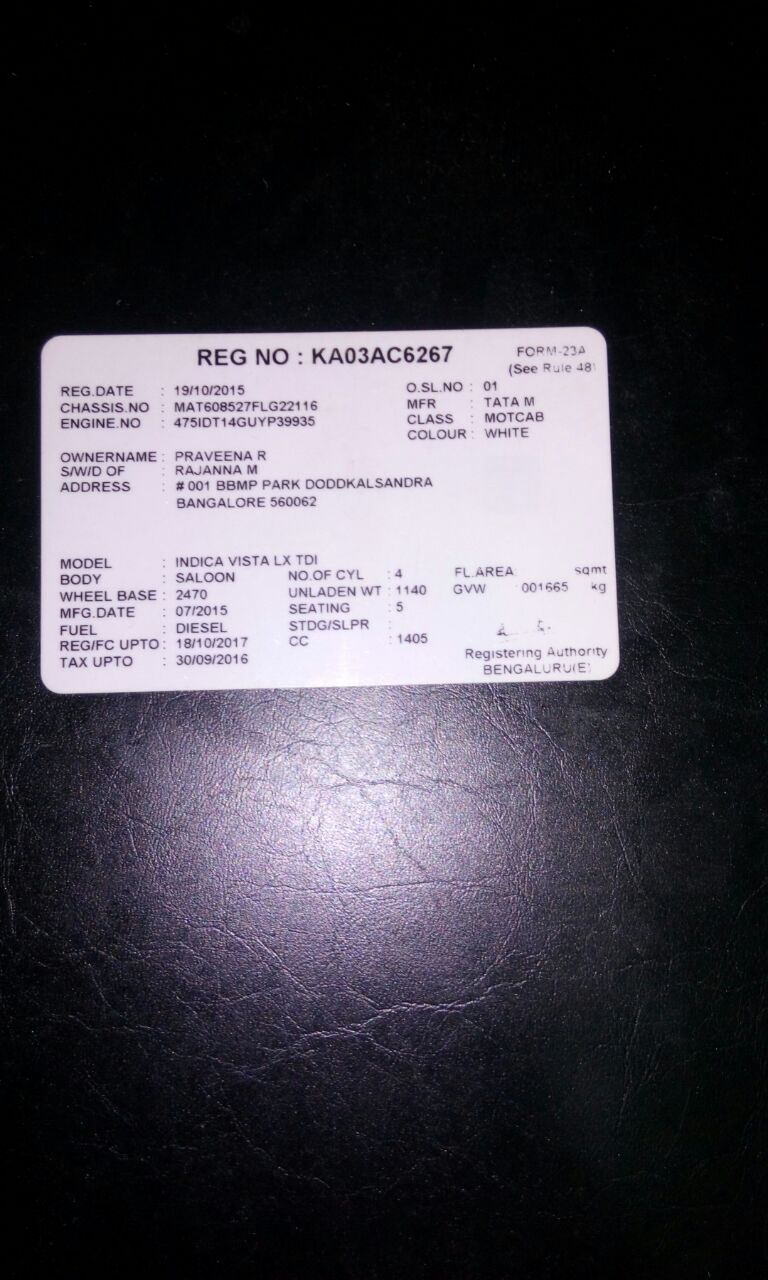 REG NO : KA03AC6267
FORM-23A
(See Rule 48)
REG.DATE : 19/10/2015
O.SL.NO : 01
CHASSIS.NO : MAT608527FLG22116
MFR : TATA M
ENGINE.NO : 475IDT14GUYP39935
CLASS : MOTCAB
COLOUR : WHITE
OWNERNAME : PRAVEENA R
S/W/D OF : RAJANNA M
ADDRESS : # 001 BBMP PARK DODDKALSANDRA
BANGALORE 560062
MODEL : INDICA VISTA LX TDI
BODY : SALOON NO.OF CYL : 4 FL.AREA sqmt
WHEEL BASE : 2470 UNLADEN WT : 1140 GVW 001665 kg
MFG.DATE : 07/2015 SEATING : 5
FUEL : DIESEL STDG/SLPR :
REG/FC UPTO : 18/10/2017 CC : 1405
TAX UPTO : 30/09/2016
Registering Authority
BENGALURU(E)